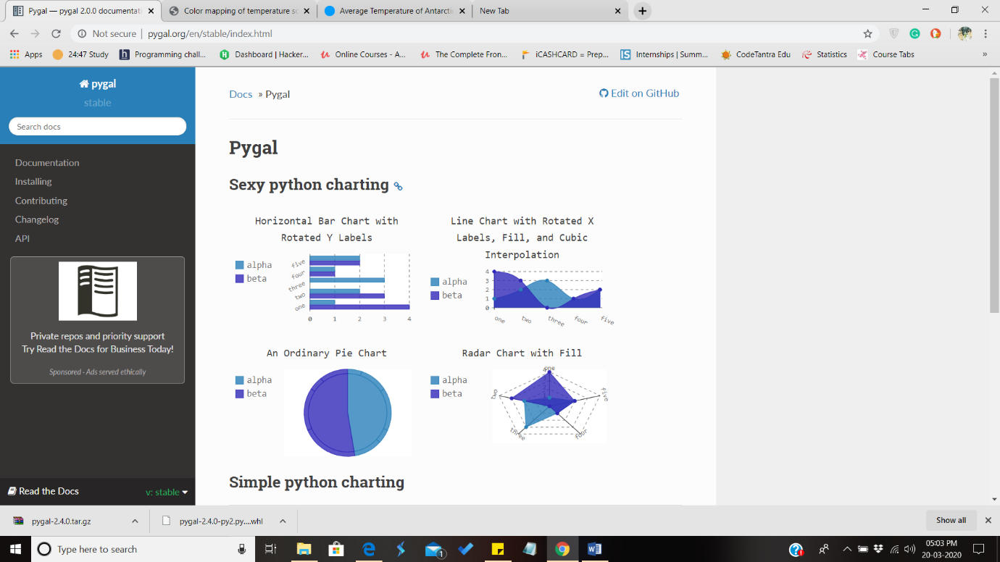 Pygal — pygal 2.0.0 documentati
Color mapping of temperature sc
Average Temperature of Antarcti
New Tab
Not secure | pygal.org/en/stable/index.html
Apps
24:47 Study
Programming chall...
Dashboard | Hacker...
Online Courses - A...
The Complete Fron...
iCASHCARD = Prep...
Internships | Summ...
CodeTantra Edu
Statistics
Course Tabs
»
pygal
stable
Search docs
Documentation
Installing
Contributing
Changelog
API
Private repos and priority support
Try Read the Docs for Business Today!
Sponsored · Ads served ethically
Read the Docs
v: stable
Docs » Pygal
Edit on GitHub
Pygal
Sexy python charting
Horizontal Bar Chart with
Rotated Y Labels
alpha
beta
five
four
three
two
one
0 1 2 3 4
Line Chart with Rotated X
Labels, Fill, and Cubic
Interpolation
alpha
beta
4
3
2
1
0
one two three four five
An Ordinary Pie Chart
alpha
beta
Radar Chart with Fill
alpha
beta
4
one
two
five
three
four
Simple python charting
pygal-2.4.0.tar.gz
pygal-2.4.0-py2.py....whl
Show all
Type here to search
1
05:03 PM
20-03-2020